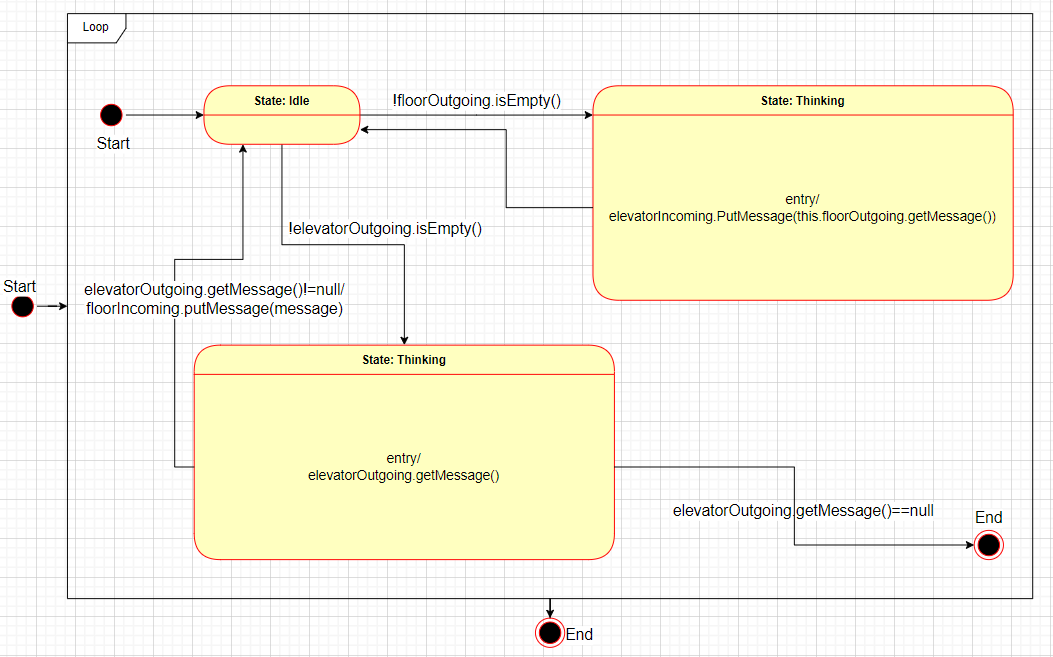 Loop
State: Idle
!floorOutgoing.isEmpty()
State: Thinking
Start
entry/
elevatorIncoming.PutMessage(this.floorOutgoing.getMessage())
!elevatorOutgoing.isEmpty()
Start
elevatorOutgoing.getMessage()!=null/
floorIncoming.putMessage(message)
State: Thinking
entry/
elevatorOutgoing.getMessage()
elevatorOutgoing.getMessage()==null
End
End